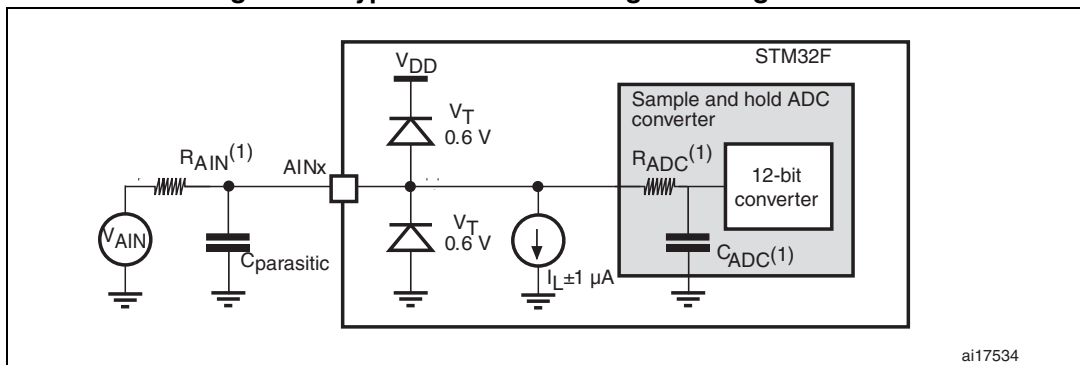 STM32F
VDD
Sample and hold ADC
converter
VT
0.6 V
RAIN(1)
AINx
RADC(1)
12-bit
converter
VAIN
Cparasitic
VT
0.6 V
IL±1 µA
CADC(1)
ai17534